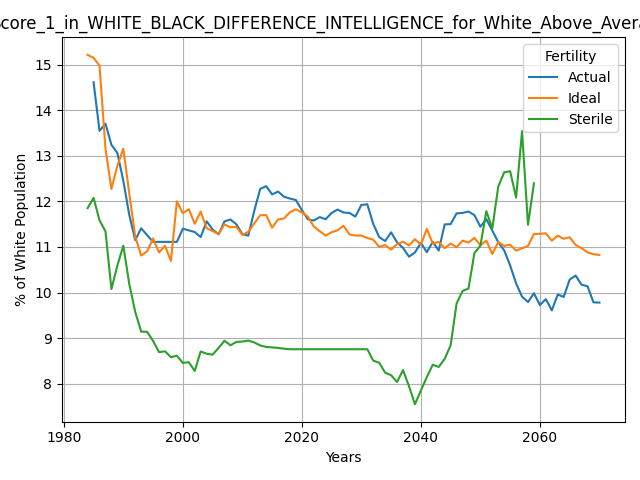 core_1_in_WHITE_BLACK_DIFFERENCE_INTELLIGENCE_for_White_Above_Avera
Fertility
Actual
Ideal
Sterile
% of White Population
15
14
13
12
11
10
9
8
1980
2000
2020
2040
2060
Years